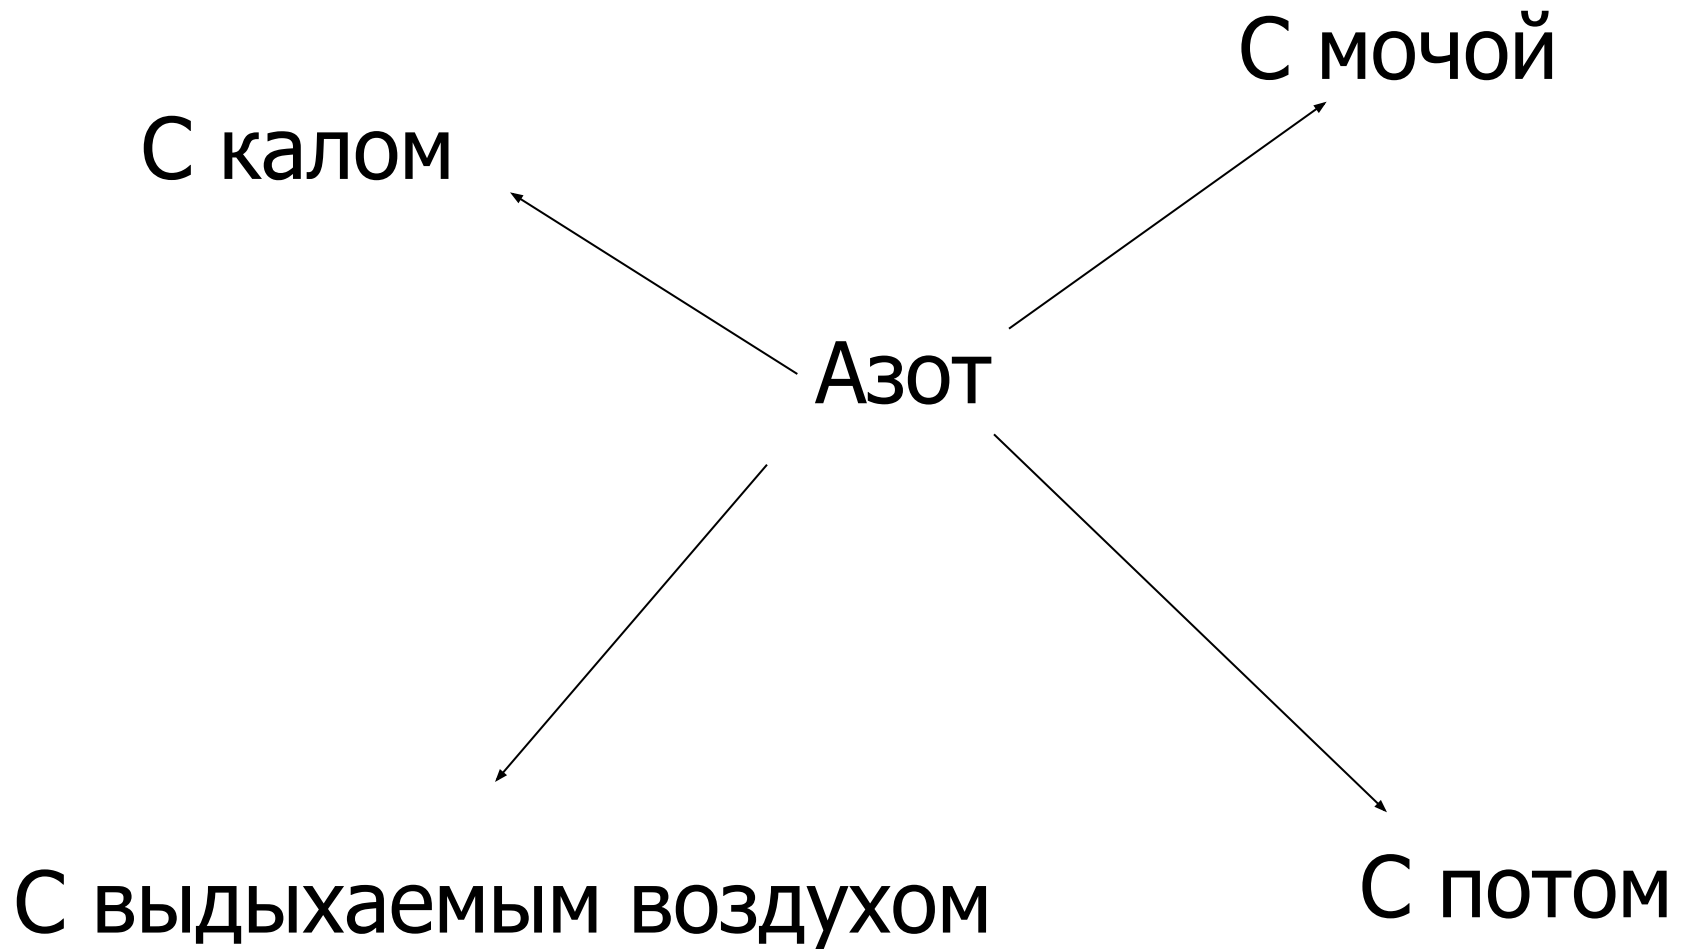 С мочой
С калом
Азот
С выдыхаемым воздухом
С потом